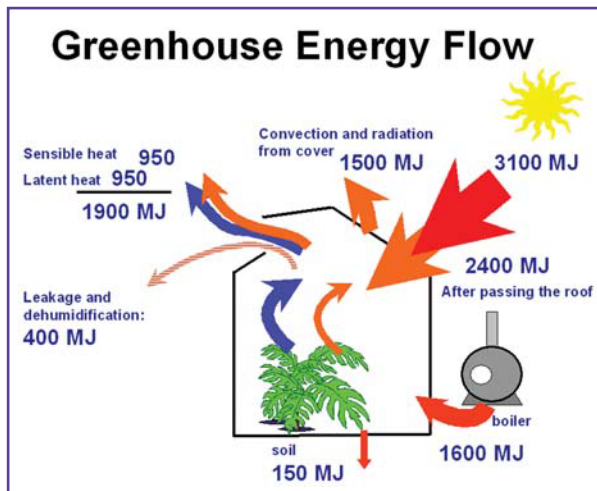 Greenhouse Energy Flow
Sensible heat 950
Latent heat 950
1900 MJ
Convection and radiation
from cover
1500 MJ
3100 MJ
2400 MJ
After passing the roof
Leakage and
dehumidification:
400 MJ
boiler
1600 MJ
soil
150 MJ